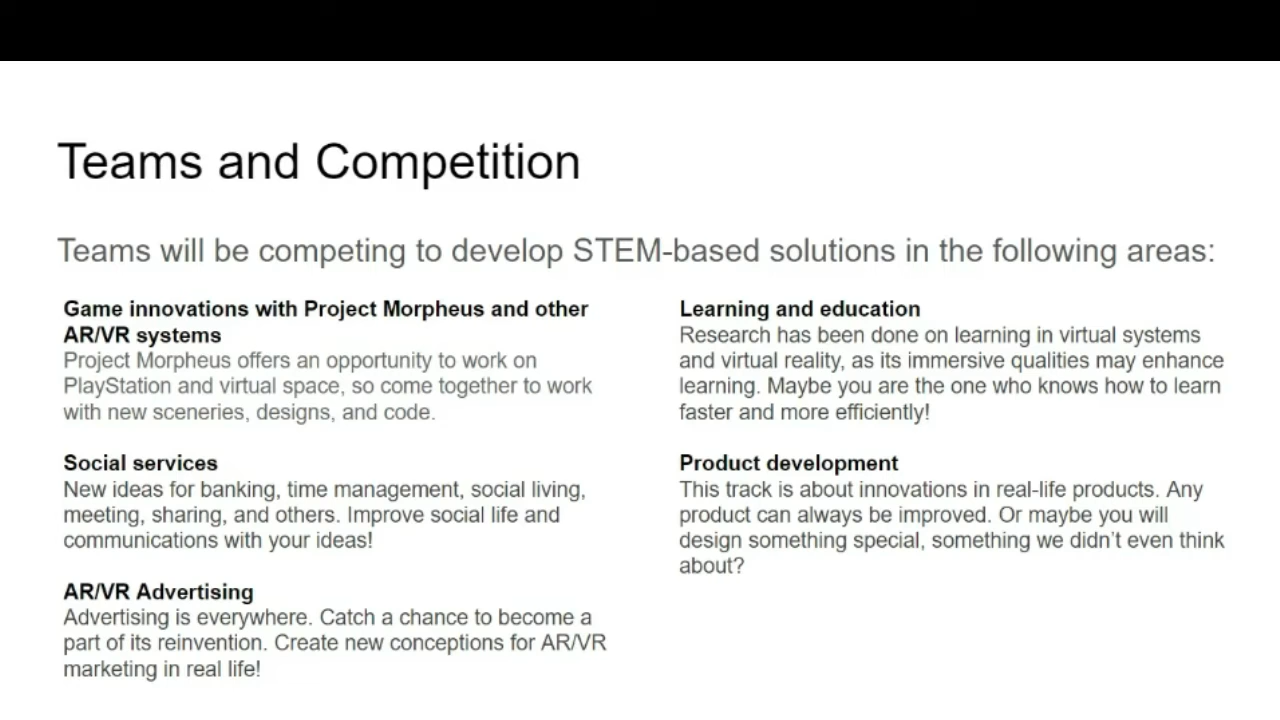 Teams and Competition
Teams will be competing to develop STEM-based solutions in the following areas:
Game innovations with Project Morpheus and other
AR/VR systems
Project Morpheus offers an opportunity to work on
PlayStation and virtual space, so come together to work
with new sceneries, designs, and code.
Social services
New ideas for banking, time management, social living,
meeting, sharing, and others. Improve social life and
communications with your ideas!
AR/VR Advertising
Advertising is everywhere. Catch a chance to become a
part of its reinvention. Create new conceptions for AR/VR
marketing in real life!
Learning and education
Research has been done on learning in virtual systems
and virtual reality, as its immersive qualities may enhance
learning. Maybe you are the one who knows how to learn
faster and more efficiently!
Product development
This track is about innovations in real-life products. Any
product can always be improved. Or maybe you will
design something special, something we didn't even think
about?